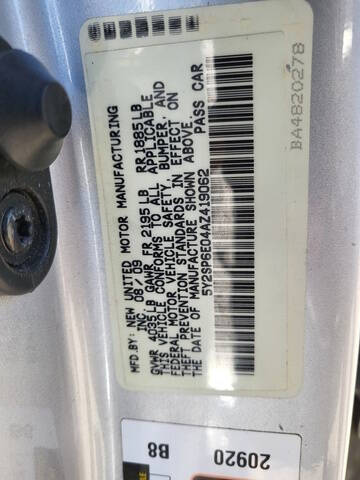 MFD.BY: NEW UNITED MOTOR MANUFACTURING
INC. 08/09
GVWR 4035LB GAWR FR 2195LB RR 1885LB
THIS VEHICLE CONFORMS TO ALL APPLICABLE
FEDERAL MOTOR VEHICLE SAFETY, BUMPER, AND
THEFT PREVENTION STANDARDS IN EFFECT ON
THE DATE OF MANUFACTURE SHOWN ABOVE.
5Y2SP6E04AZ419062 PASS CAR
BA4820278
20920
B8